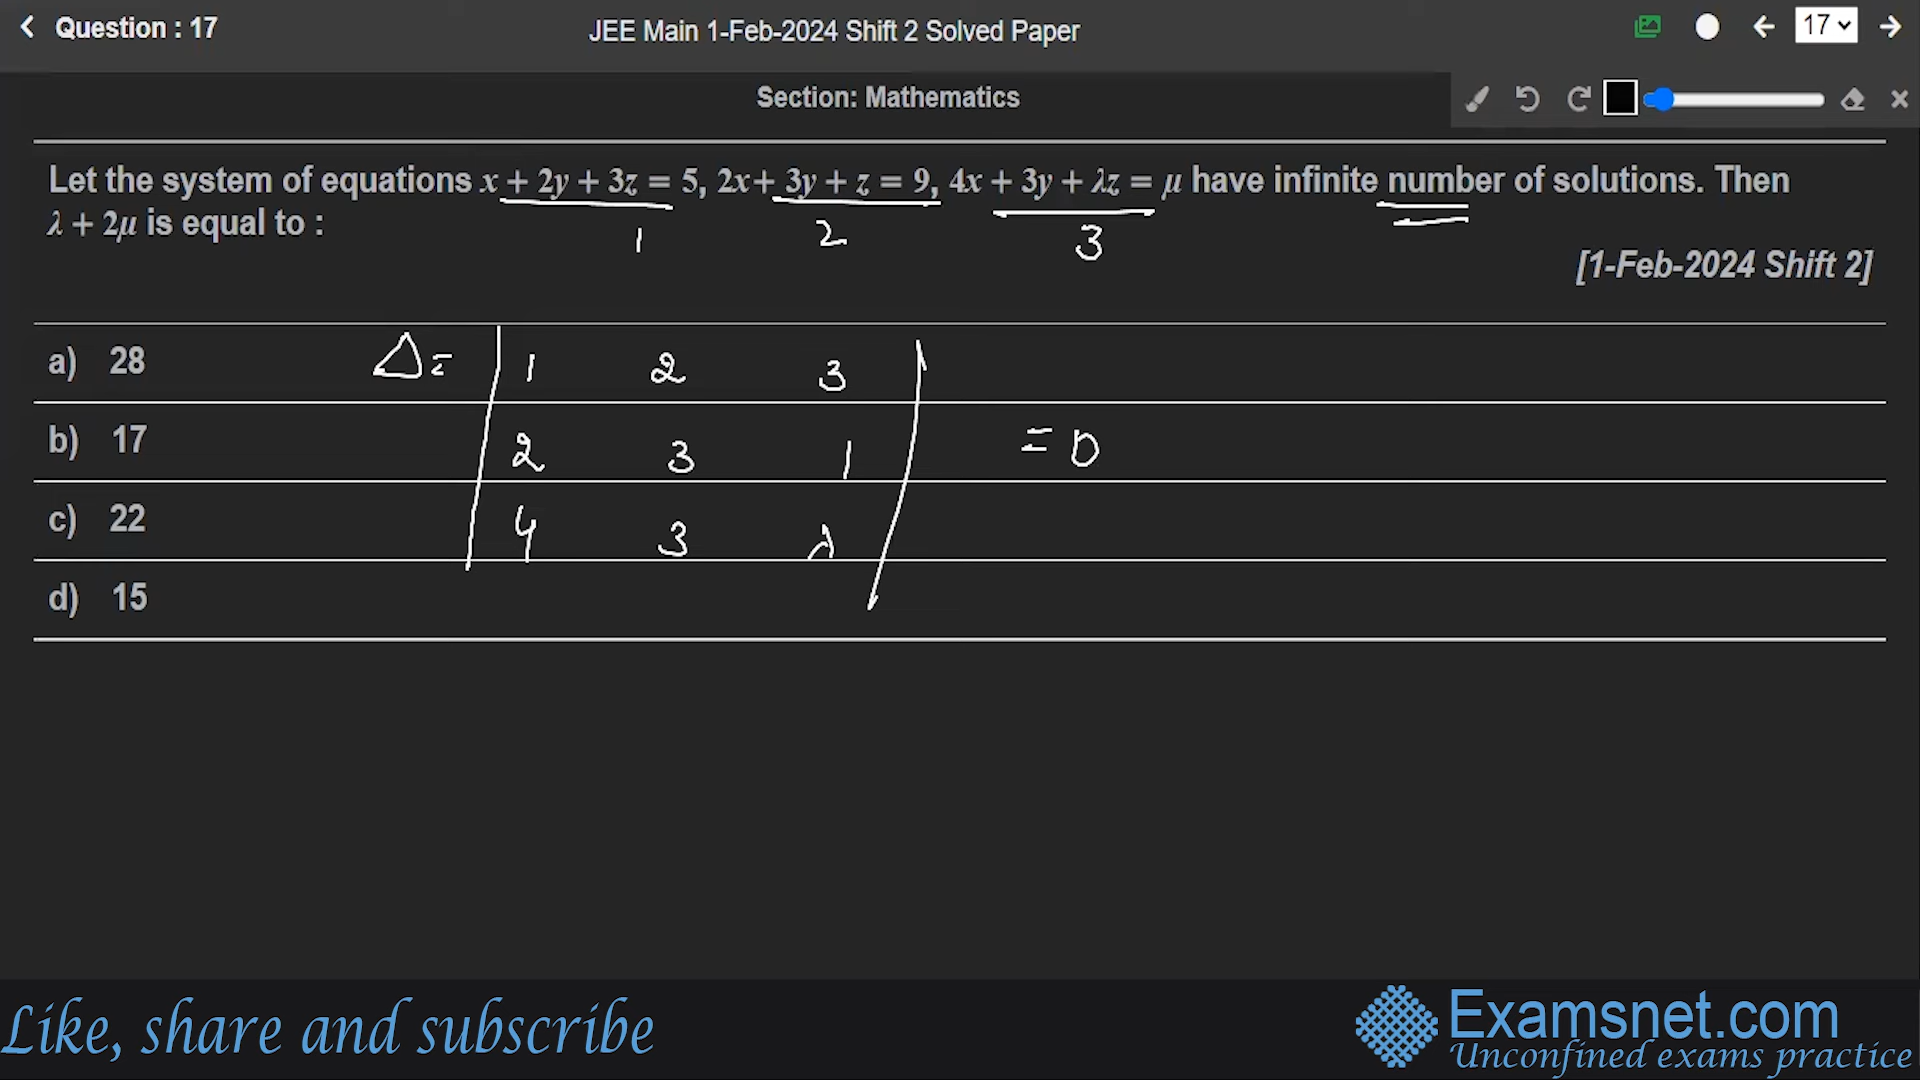 Question : 17
JEE Main 1-Feb-2024 Shift 2 Solved Paper
17
Section: Mathematics
Let the system of equations x + 2y + 3z = 5, 2x+ 3y + z = 9, 4x + 3y + λz = μ have infinite number of solutions. Then
λ + 2μ is equal to :
1 2 3
[1-Feb-2024 Shift 2]
a) 28
b) 17
c) 22
d) 15
Δ = | 1 2 3 |
2 3 1 = 0
4 3 λ
Like, share and subscribe
Examsnet.com
Unconfined exams practice